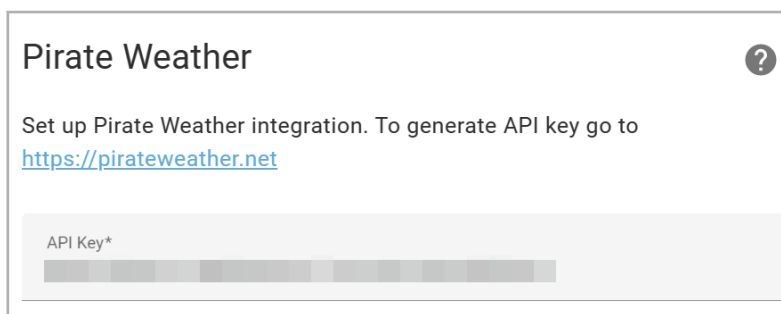 Pirate Weather
Set up Pirate Weather integration. To generate API key go to
https://pirateweather.net
API Key*